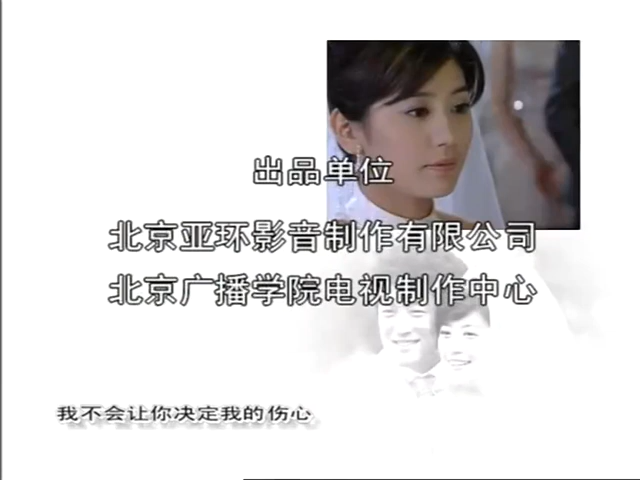 出品单位
北京亚环影音制作有限公司
北京广播学院电视制作中心
我不会让你决定我的伤心